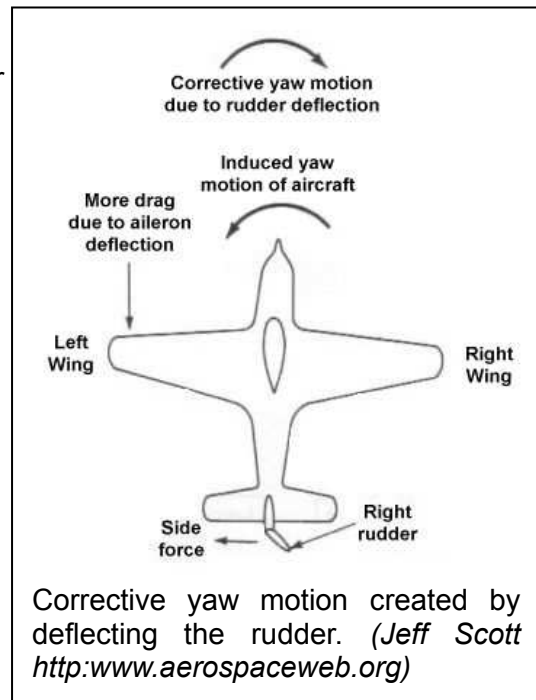 r
Corrective yaw motion
due to rudder deflection
Induced yaw
motion of aircraft
More drag
due to aileron
deflection
Left
Wing
Right
Wing
Side
force
Right
rudder
Corrective yaw motion created by
deflecting the rudder. (Jeff Scott
http:www.aerospaceweb.org)